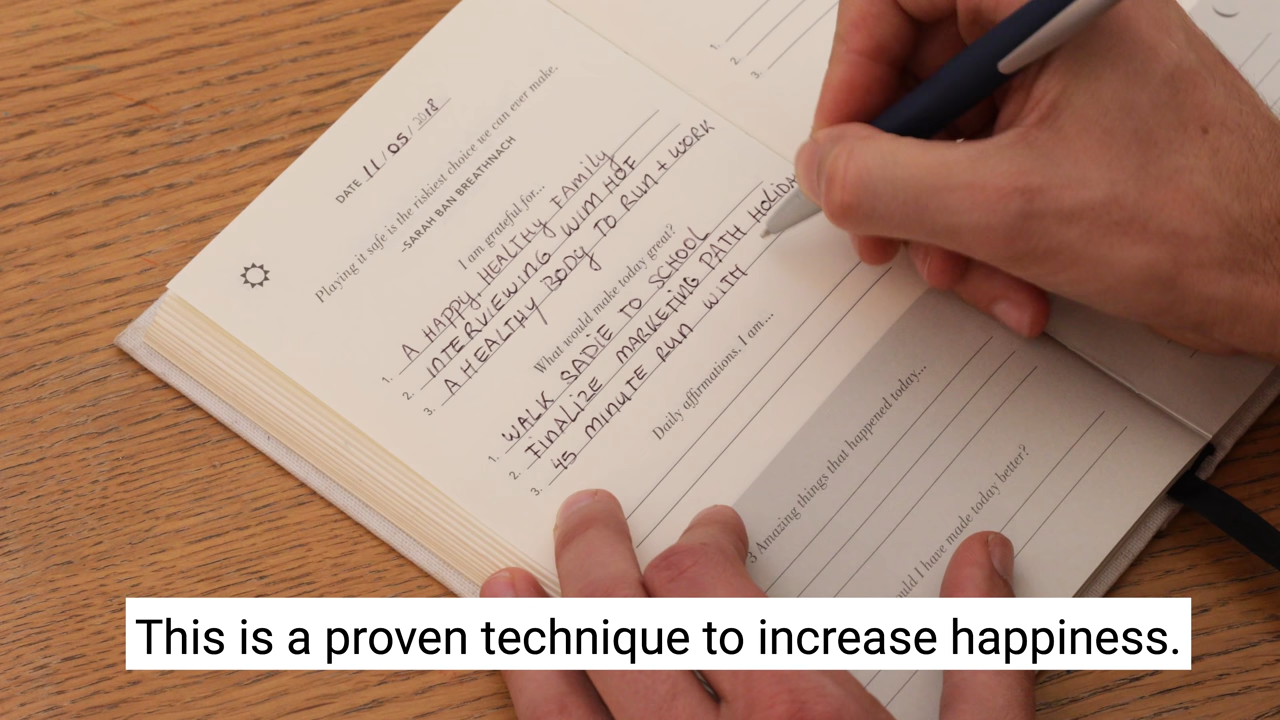 DATE 11/05/2018
Playing it safe is the riskiest choice we can ever make.
-SARAH BAN BREATHNACH
I am grateful for...
1. A HAPPY, HEALTHY FAMILY
2. INTERVIEWING WIM HOF
3. A HEALTHY BODY TO RUN + WORK
What would make today great?
1. WALK SADIE TO SCHOOL
2. FINALIZE MARKETING PATH HOLIDA
3. 45 MINUTE RUN WITH
Daily affirmations. I am...
3 Amazing things that happened today...
ould I have made today better?
1.
2.
3.
This is a proven technique to increase happiness.